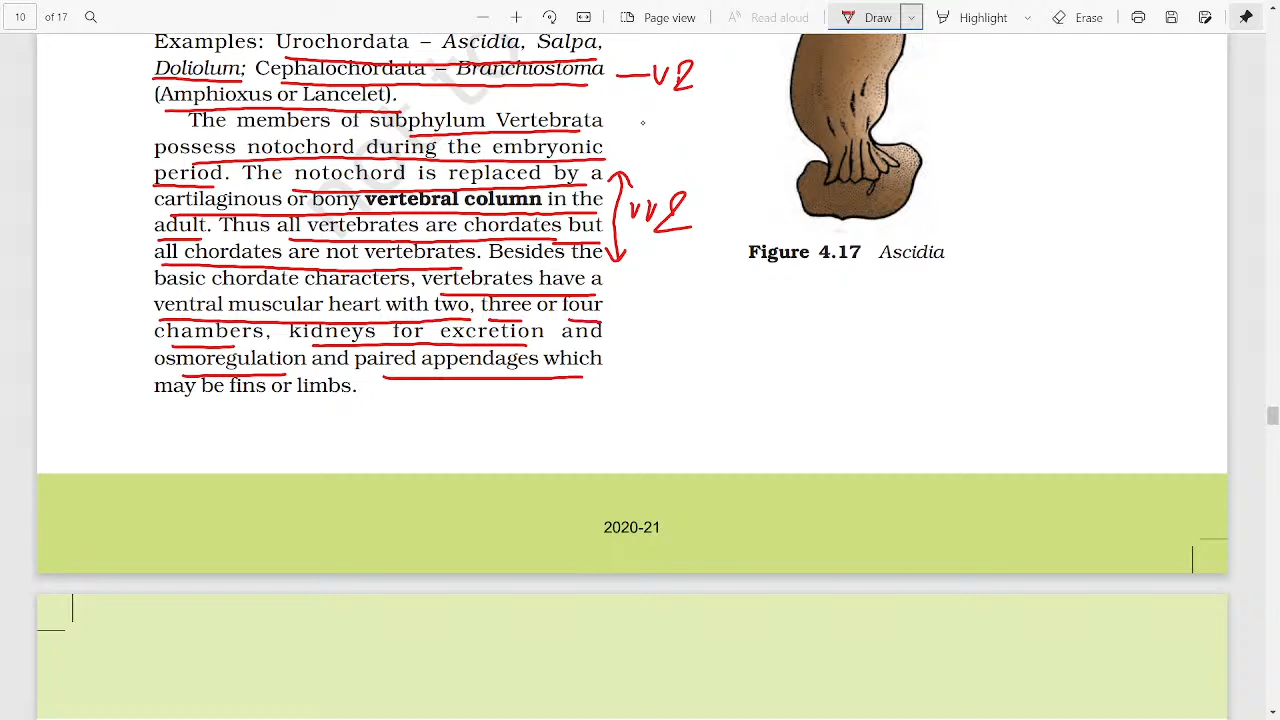 10 of 17
Page view
Read aloud
Draw
Highlight
Erase
Examples: Urochordata – Ascidia, Salpa,
Doliolum; Cephalochordata – Branchiostoma
(Amphioxus or Lancelet).
The members of subphylum Vertebrata
possess notochord during the embryonic
period. The notochord is replaced by a
cartilaginous or bony vertebral column in the
adult. Thus all vertebrates are chordates but
all chordates are not vertebrates. Besides the
basic chordate characters, vertebrates have a
ventral muscular heart with two, three or four
chambers, kidneys for excretion and
osmoregulation and paired appendages which
may be fins or limbs.
Figure 4.17 Ascidia
2020-21